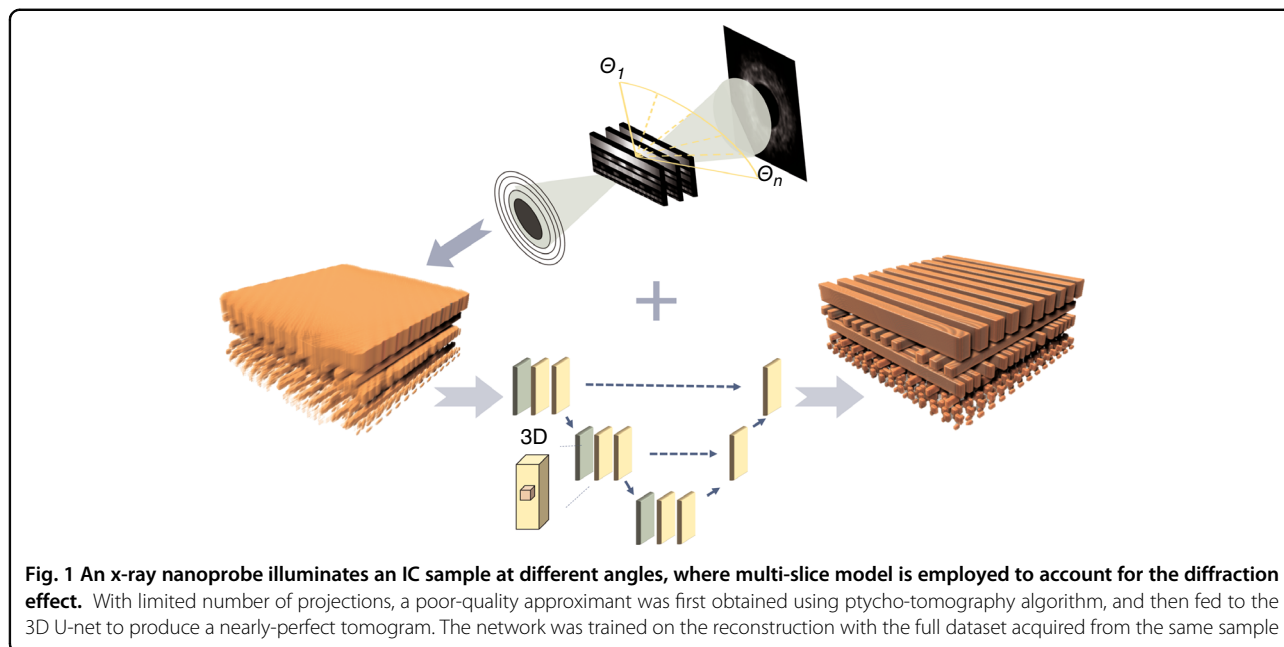 Θ1
Θn
3D
Fig. 1 An x-ray nanoprobe illuminates an IC sample at different angles, where multi-slice model is employed to account for the diffraction
effect. With limited number of projections, a poor-quality approximant was first obtained using ptycho-tomography algorithm, and then fed to the
3D U-net to produce a nearly-perfect tomogram. The network was trained on the reconstruction with the full dataset acquired from the same sample